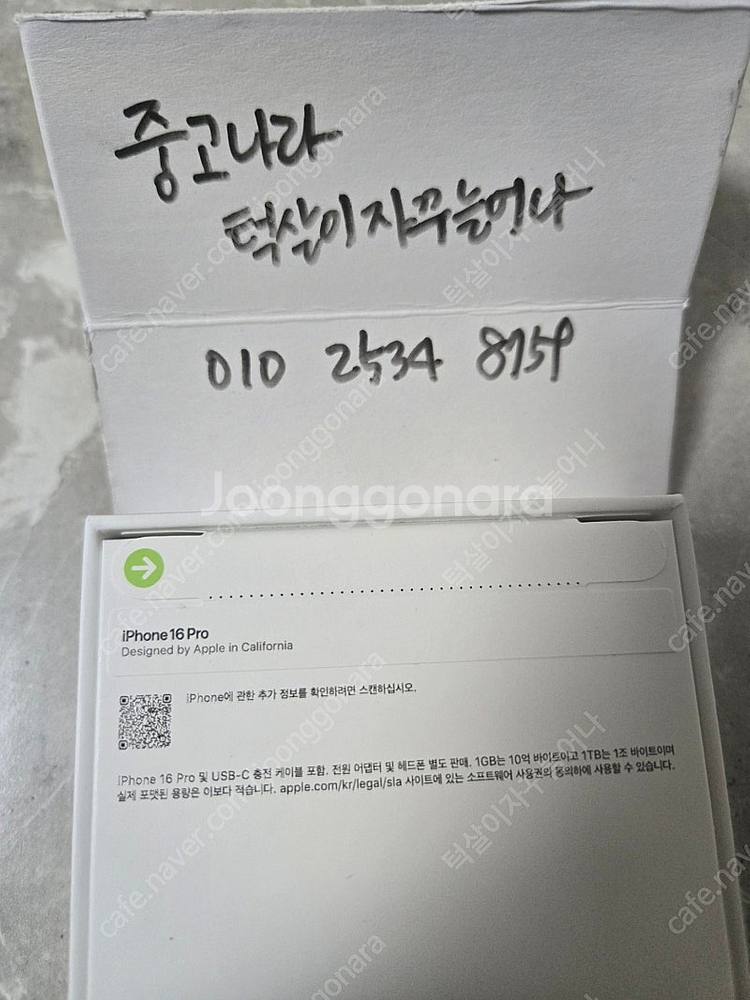 중고나라
턱살이자꾸늘어나
010 2534 8759
Joonggonara
iPhone 16 Pro
Designed by Apple in California
iPhone에 관한 추가 정보를 확인하려면 스캔하십시오.
iPhone 16 Pro 및 USB-C 충전 케이블 포함. 전원 어댑터 및 헤드폰 별도 판매. 1GB는 10억 바이트이고 1TB는 1조 바이트이며
실제 포맷된 용량은 이보다 적습니다. apple.com/kr/legal/sla 사이트에 있는 소프트웨어 사용권의 동의하에 사용할 수 있습니다.